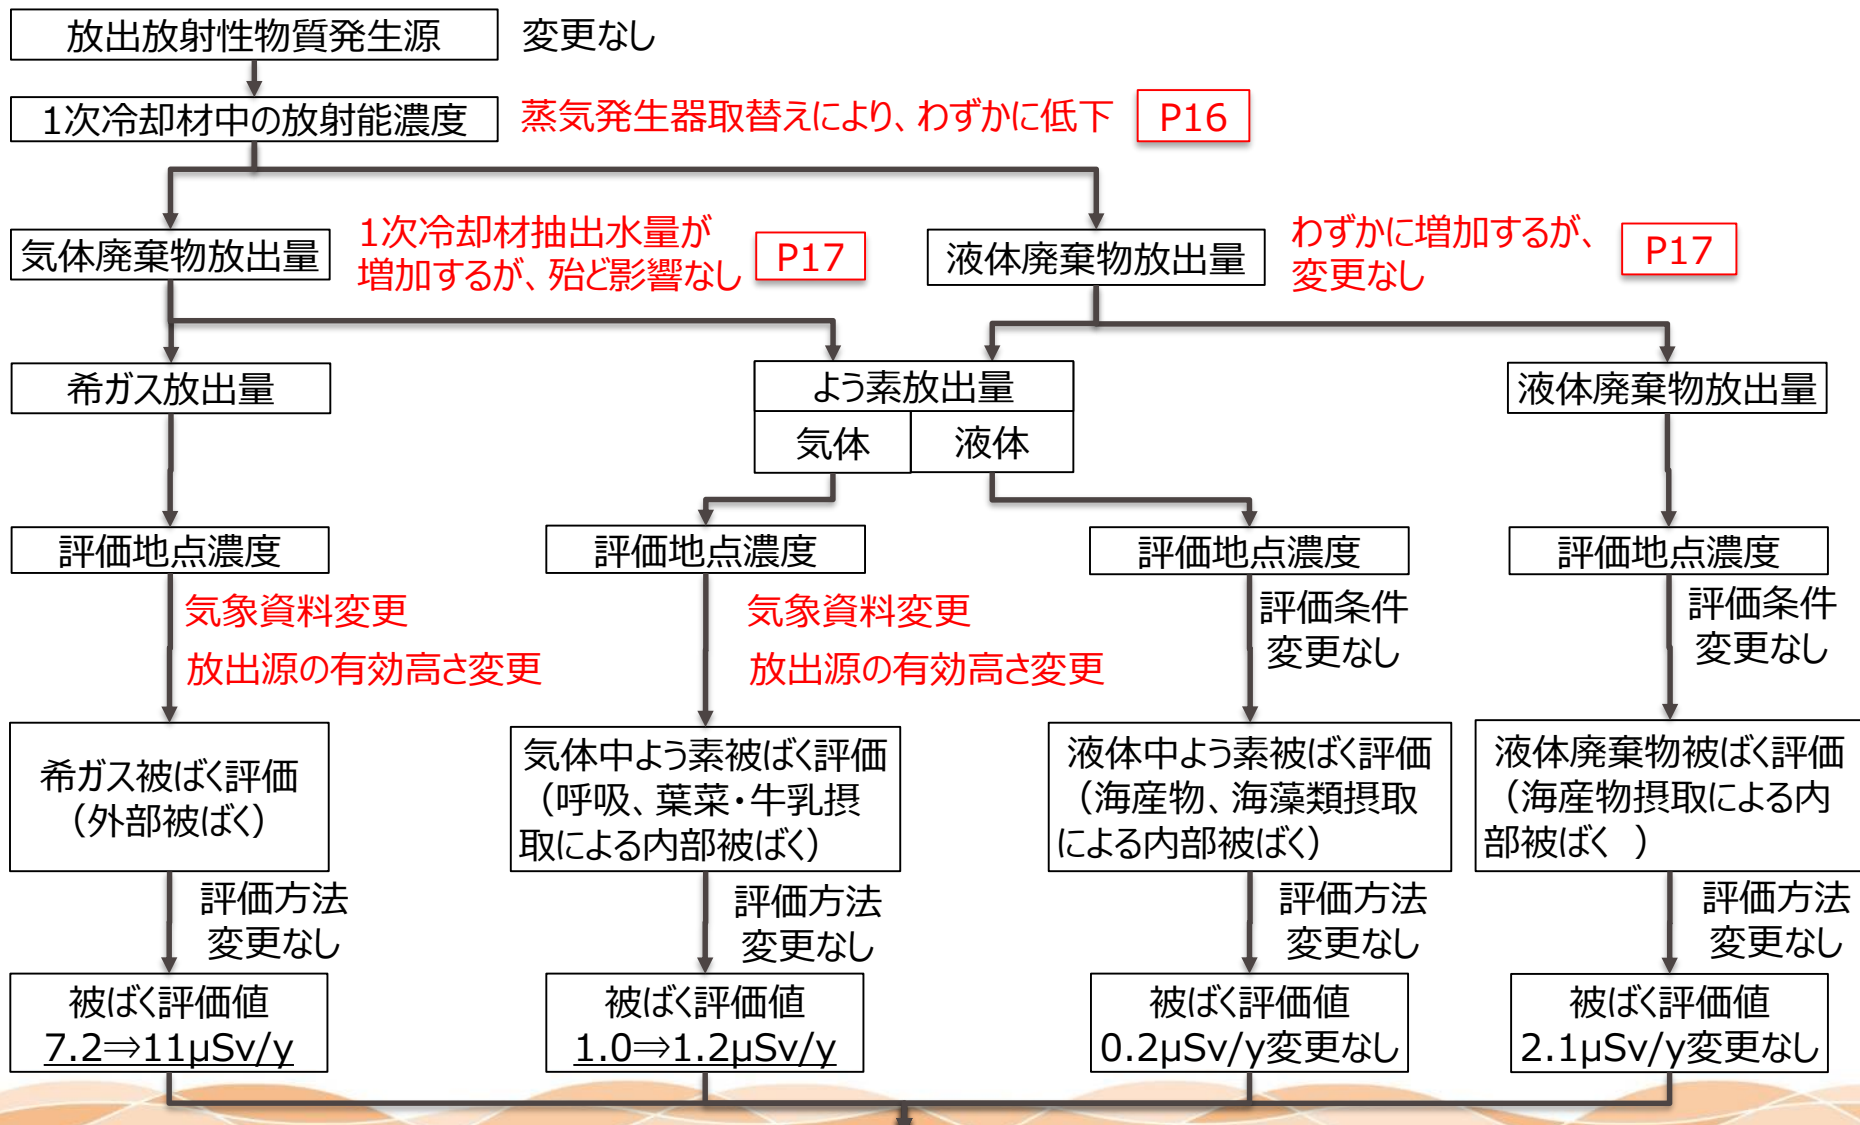 放出放射性物質発生源
変更なし
1次冷却材中の放射能濃度
蒸気発生器取替えにより、わずかに低下
P16
気体廃棄物放出量
1次冷却材抽出水量が
増加するが、殆ど影響なし
P17
液体廃棄物放出量
わずかに増加するが、
変更なし
P17
希ガス放出量
よう素放出量
気体
液体
液体廃棄物放出量
評価地点濃度
評価地点濃度
評価地点濃度
評価地点濃度
気象資料変更
放出源の有効高さ変更
気象資料変更
放出源の有効高さ変更
評価条件
変更なし
評価条件
変更なし
希ガス被ばく評価
（外部被ばく）
気体中よう素被ばく評価
（呼吸、葉菜・牛乳摂
取による内部被ばく）
液体中よう素被ばく評価
（海産物、海藻類摂取
による内部被ばく）
液体廃棄物被ばく評価
（海産物摂取による内
部被ばく ）
評価方法
変更なし
評価方法
変更なし
評価方法
変更なし
評価方法
変更なし
被ばく評価値
7.2⇒11μSv/y
被ばく評価値
1.0⇒1.2μSv/y
被ばく評価値
0.2μSv/y変更なし
被ばく評価値
2.1μSv/y変更なし